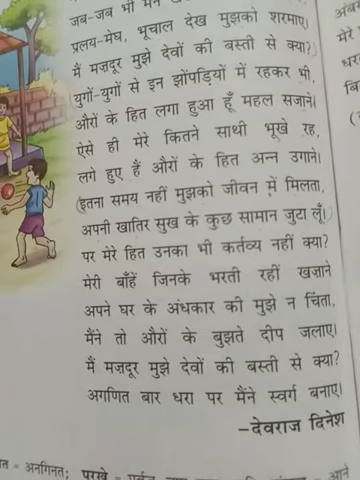 जब-जब भी मैंने
प्रलय-मेघ, भूचाल देख मुझको शरमाए।
मैं मज़दूर मुझे देवों की बस्ती से क्या?
युगों-युगों से इन झोंपड़ियों में रहकर भी,
औरों के हित लगा हुआ हूँ महल सजाने।
ऐसे ही मेरे कितने साथी भूखे रह,
लगे हुए हैं औरों के हित अन्न उगाने।
(इतना समय नहीं मुझको जीवन में मिलता,
अपनी खातिर सुख के कुछ सामान जुटा लूँ।)
पर मेरे हित उनका भी कर्तव्य नहीं क्या?
मेरी बाँहें जिनके भरती रहीं खज़ाने
अपने घर के अंधकार की मुझे न चिंता,
मैंने तो औरों के बुझते दीप जलाए।
मैं मज़दूर मुझे देवों की बस्ती से क्या?
अगणित बार धरा पर मैंने स्वर्ग बनाए।
–देवराज दिनेश
= अनगिनत; परखे =
= आने
मेरे